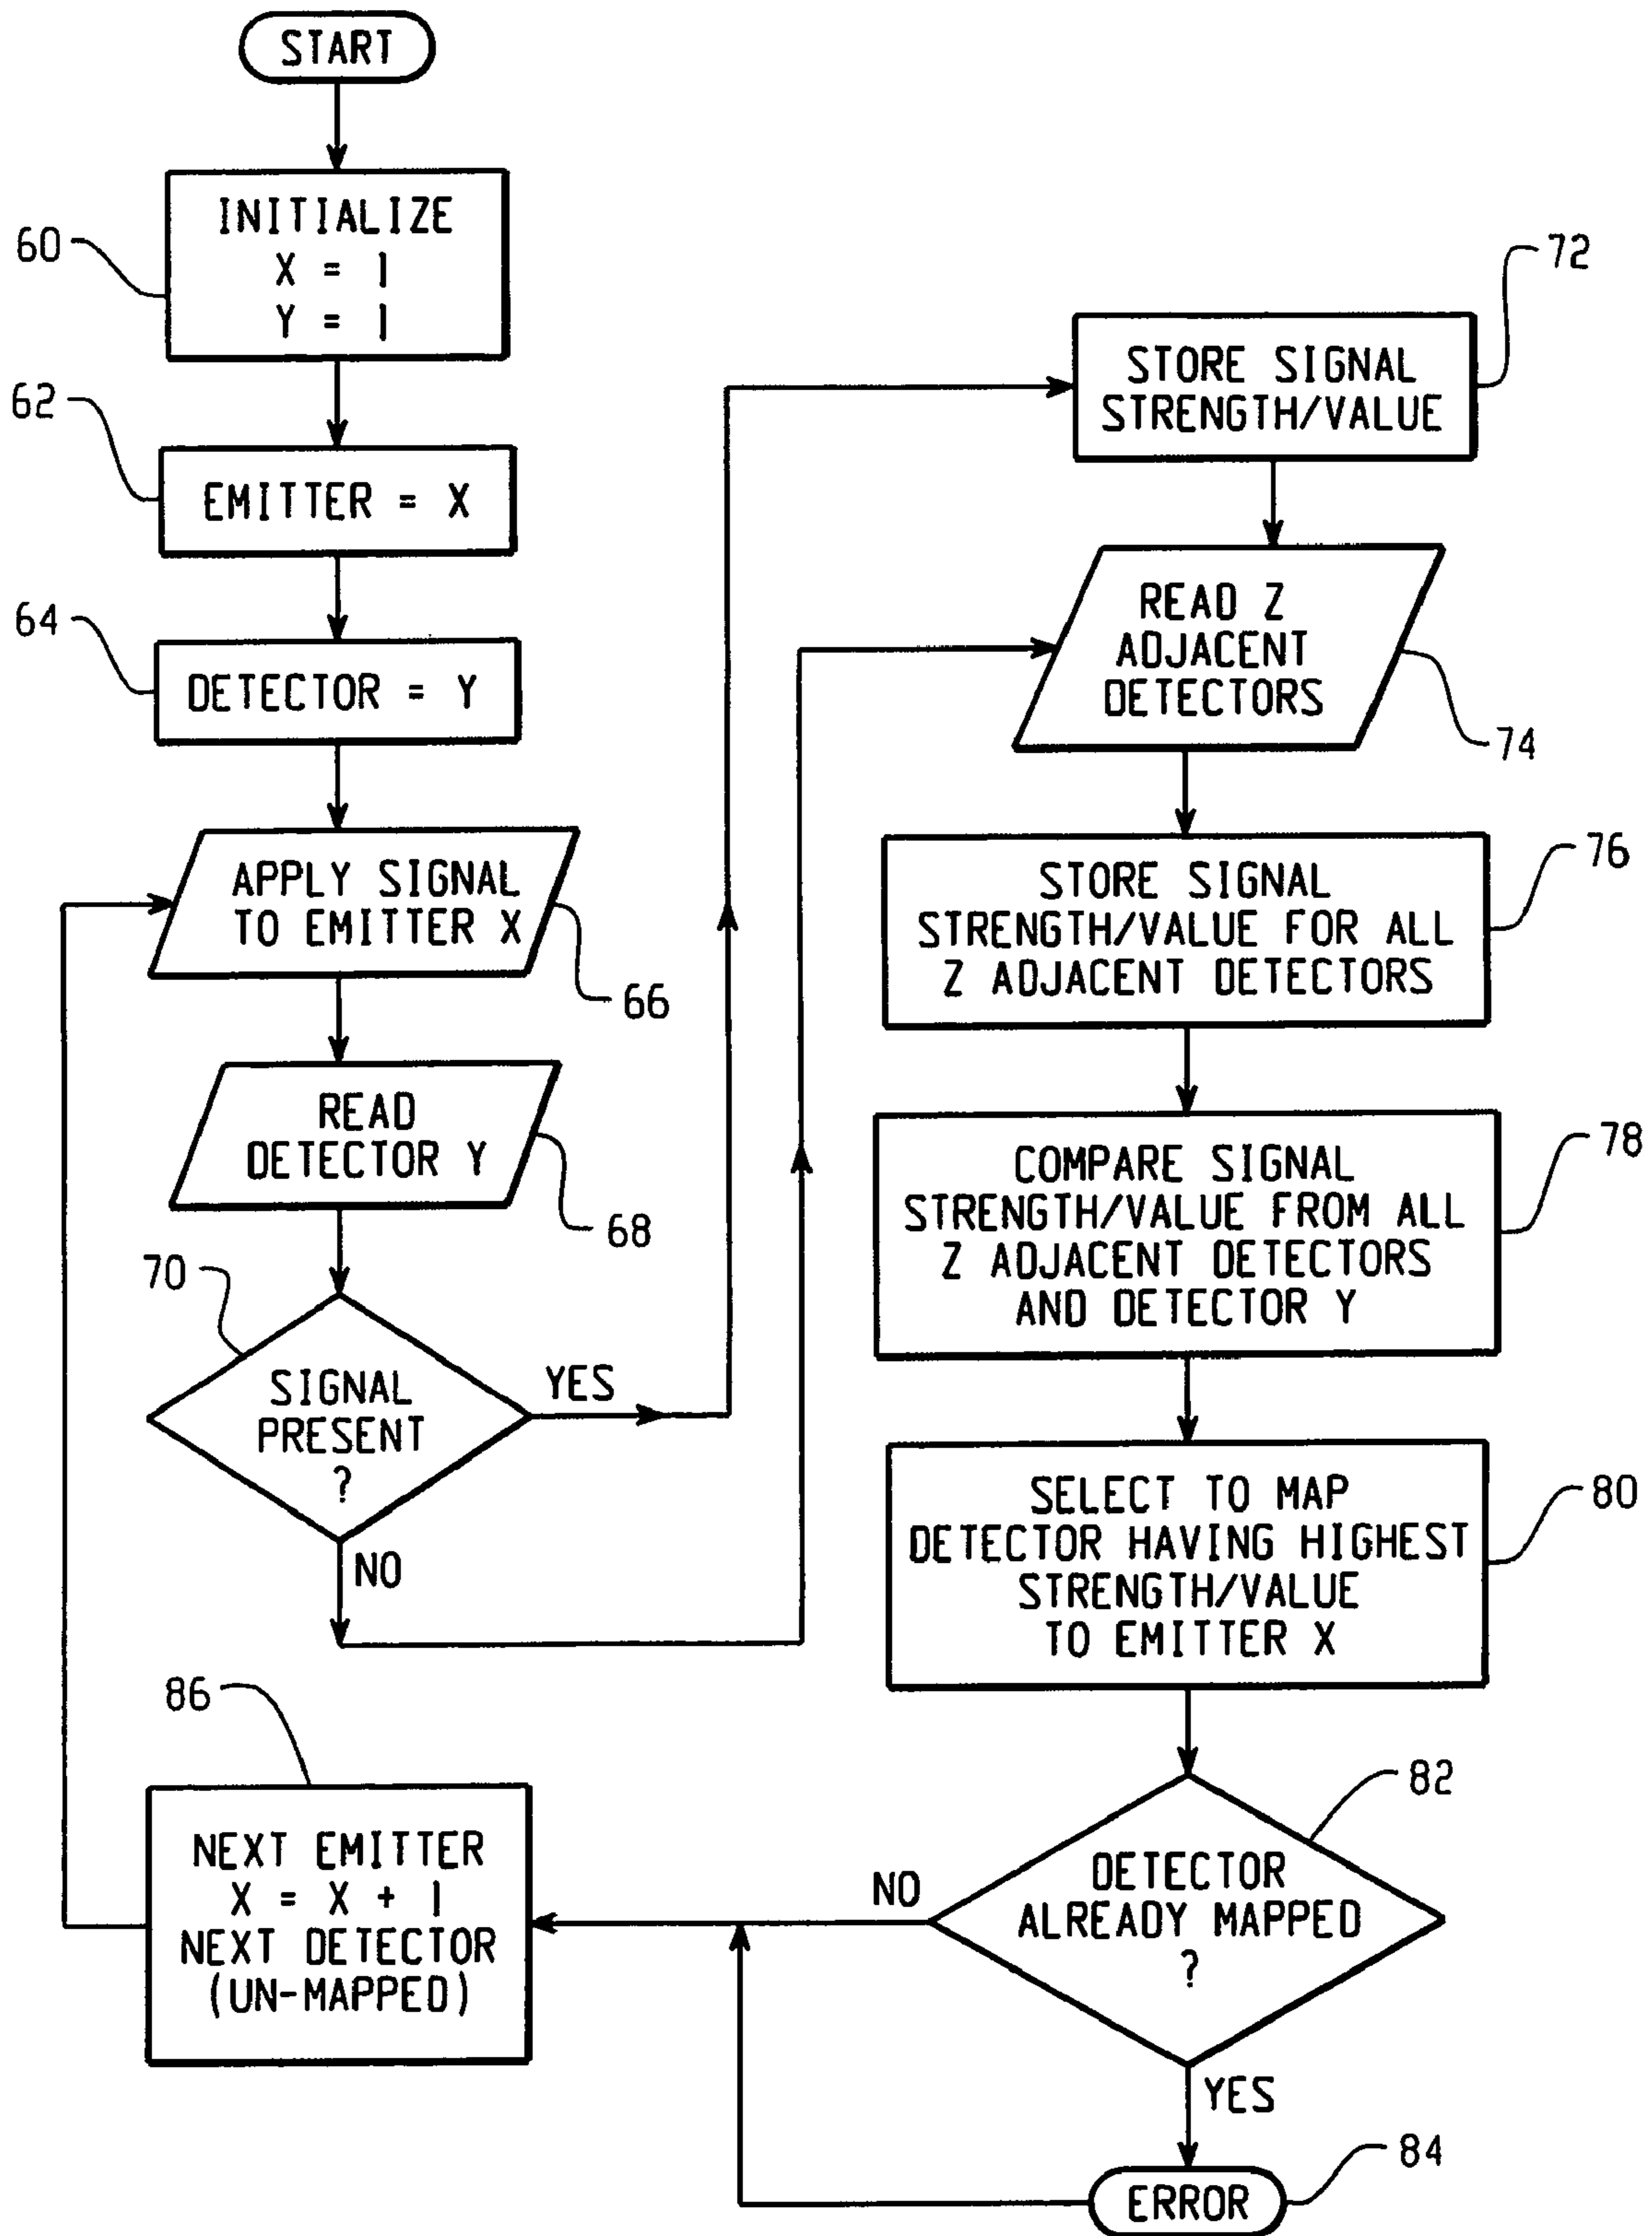 START
60
INITIALIZE
X = 1
Y = 1
62
EMITTER = X
64
DETECTOR = Y
APPLY SIGNAL
TO EMITTER X
66
READ
DETECTOR Y
68
70
SIGNAL
PRESENT
?
YES
NO
72
STORE SIGNAL
STRENGTH/VALUE
READ Z
ADJACENT
DETECTORS
74
76
STORE SIGNAL
STRENGTH/VALUE FOR ALL
Z ADJACENT DETECTORS
78
COMPARE SIGNAL
STRENGTH/VALUE FROM ALL
Z ADJACENT DETECTORS
AND DETECTOR Y
80
SELECT TO MAP
DETECTOR HAVING HIGHEST
STRENGTH/VALUE
TO EMITTER X
82
DETECTOR
ALREADY MAPPED
?
NO
YES
84
ERROR
86
NEXT EMITTER
X = X + 1
NEXT DETECTOR
(UN-MAPPED)